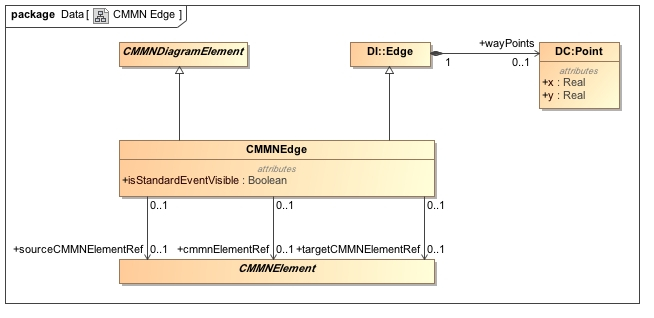 package Data[ CMMN Edge ]
CMMNDiagramElement
DI::Edge
+wayPoints
1
0..1
DC:Point
attributes
+x : Real
+y : Real
CMMNEdge
attributes
+isStandardEventVisible : Boolean
0..1
0..1
0..1
+sourceCMMNElementRef
0..1
+cmmnElementRef
0..1
+targetCMMNElementRef
0..1
CMMNElement